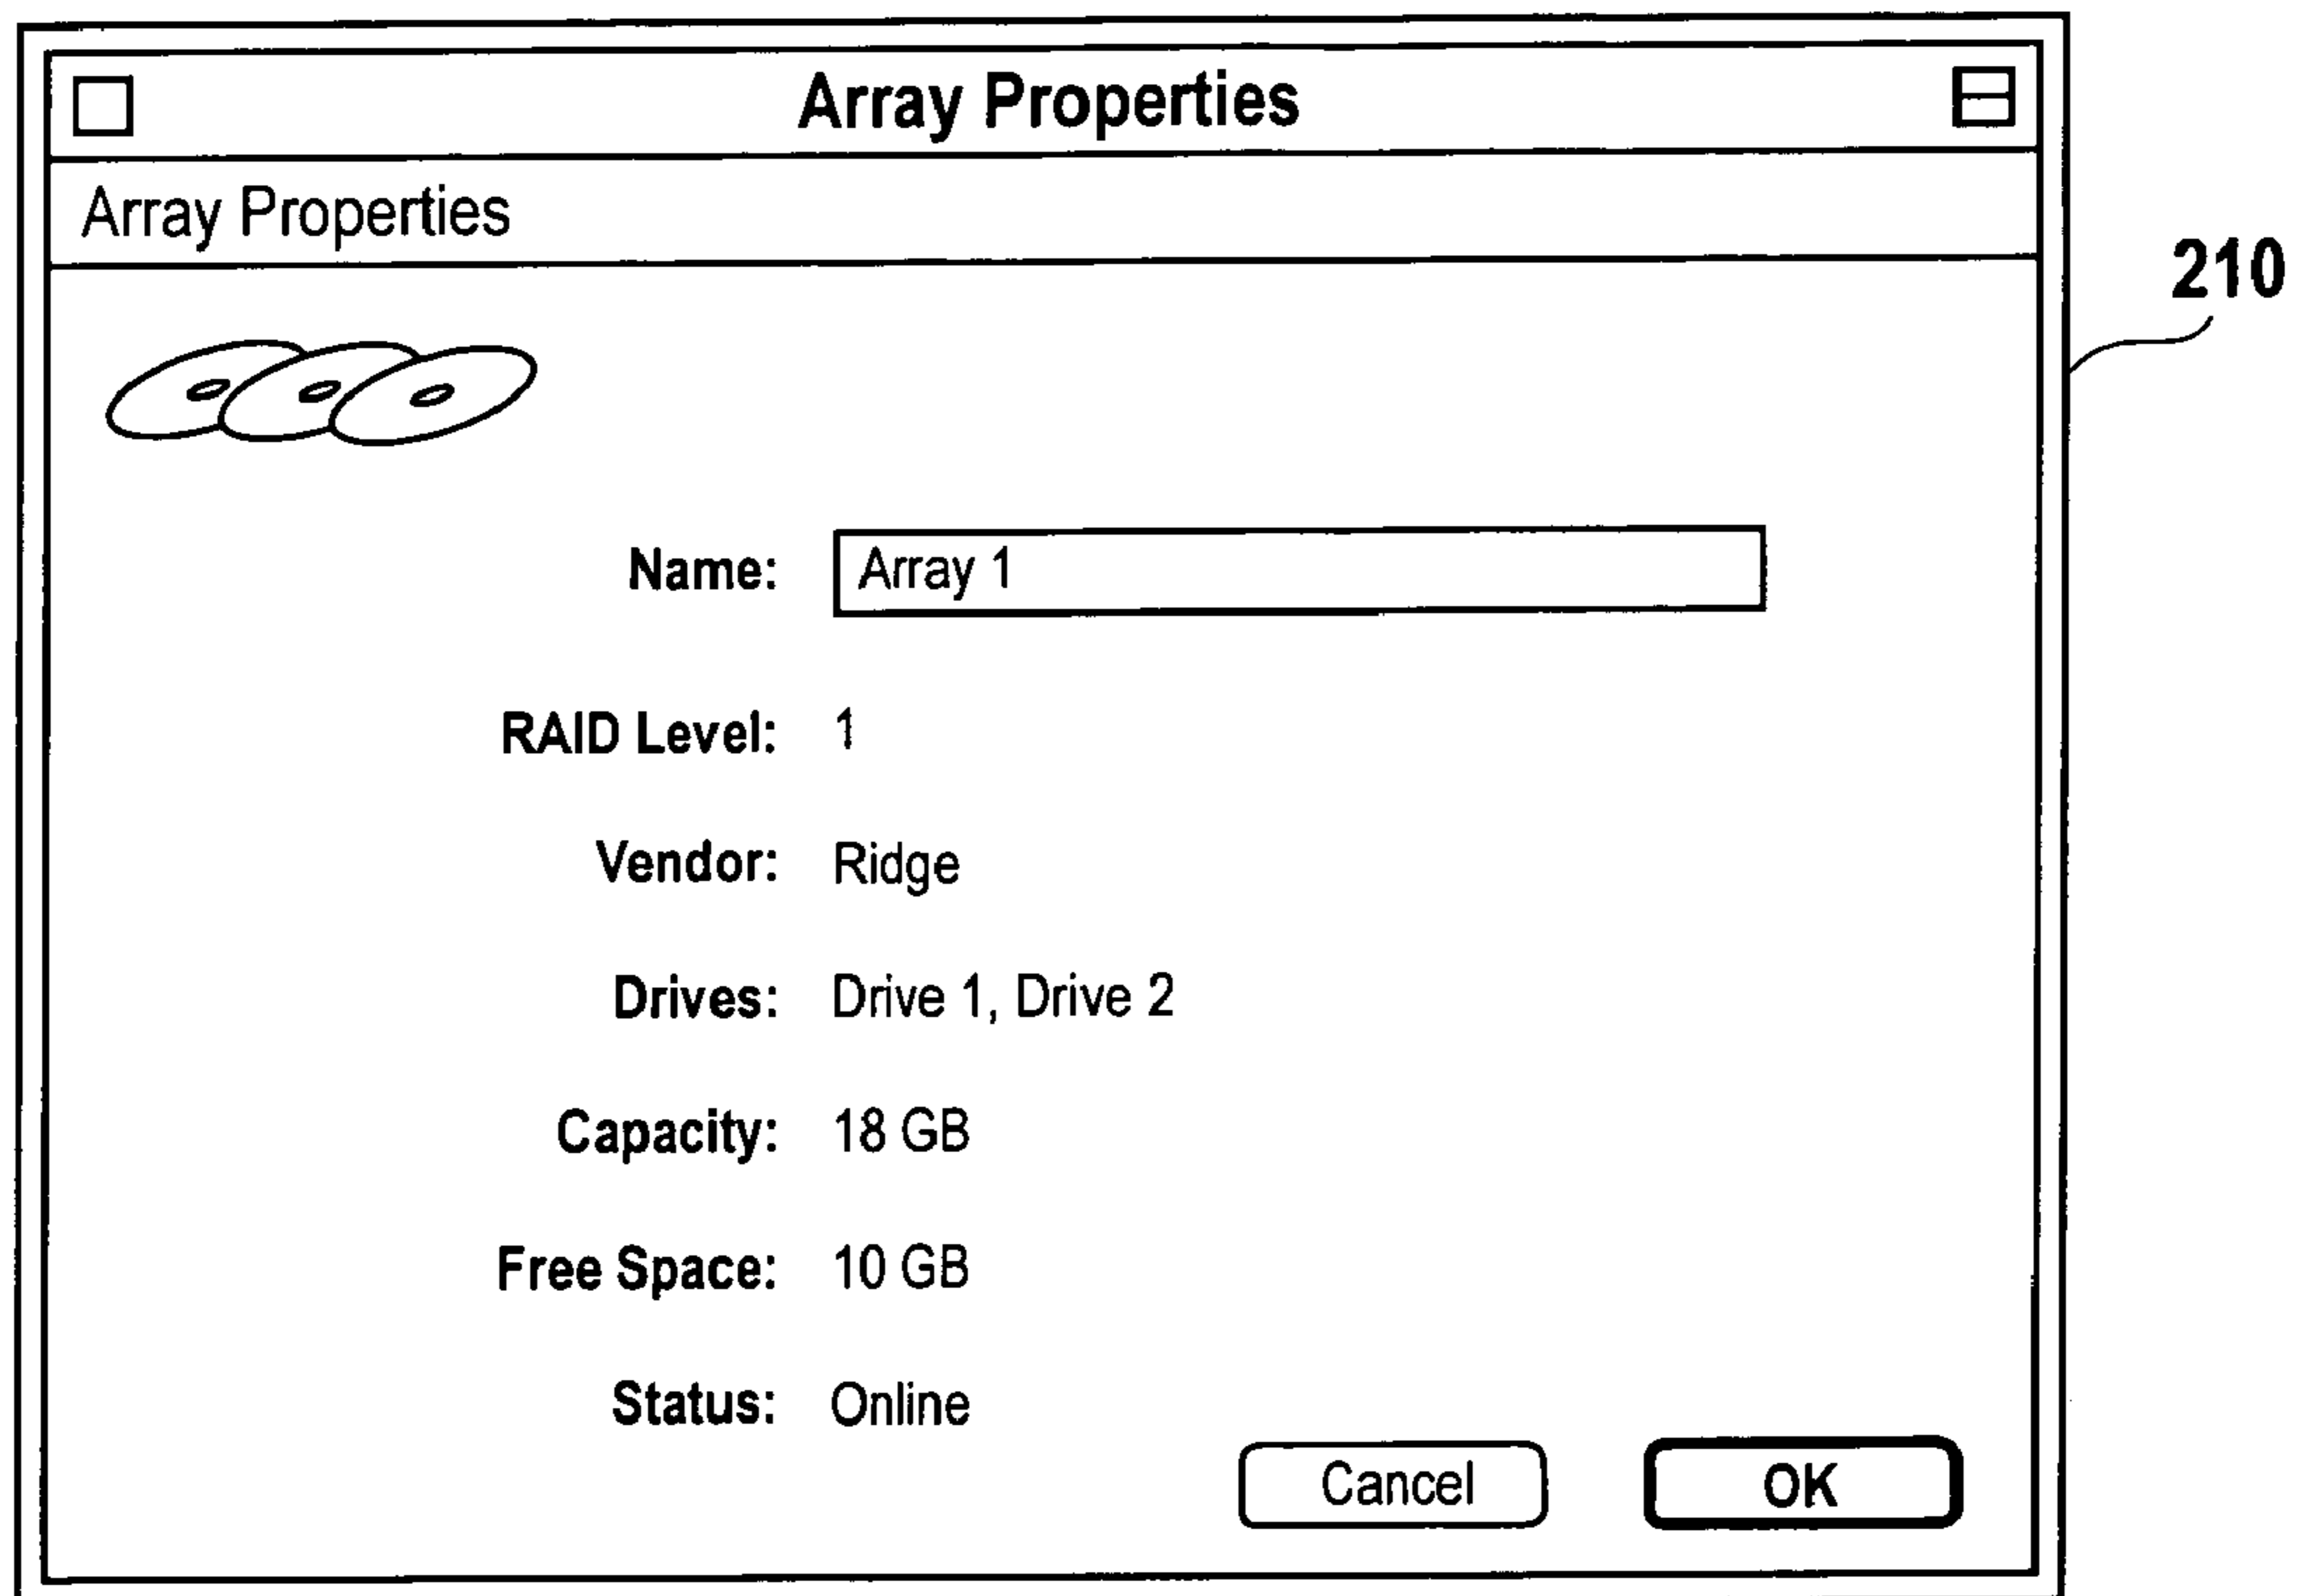 Array Properties
Array Properties
210
Name: Array 1
RAID Level: 1
Vendor: Ridge
Drives: Drive 1, Drive 2
Capacity: 18 GB
Free Space: 10 GB
Status: Online
Cancel OK